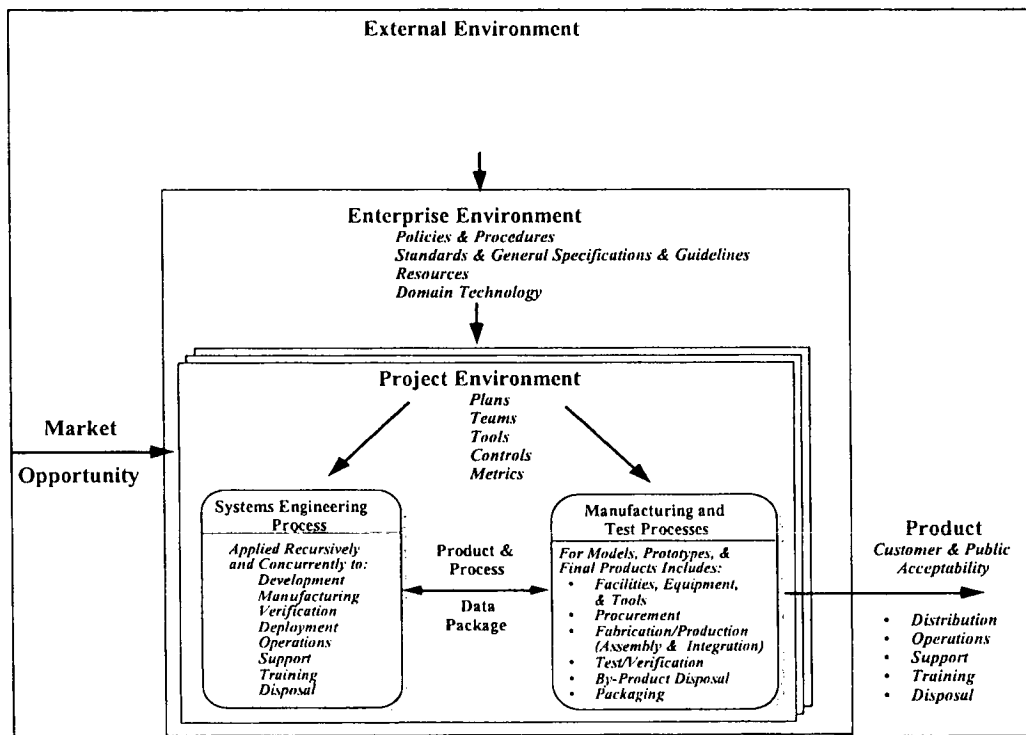 External Environment
Enterprise Environment
Policies & Procedures
Standards & General Specifications & Guidelines
Resources
Domain Technology
Project Environment
Plans
Teams
Tools
Controls
Metrics
Market
Opportunity
Systems Engineering
Process
Applied Recursively
and Concurrently to:
Development
Manufacturing
Verification
Deployment
Operations
Support
Training
Disposal
Product &
Process
Data
Package
Manufacturing and
Test Processes
For Models, Prototypes, &
Final Products Includes:
• Facilities, Equipment,
& Tools
• Procurement
• Fabrication/Production
(Assembly & Integration)
• Test/Verification
• By-Product Disposal
• Packaging
Product
Customer & Public
Acceptability
• Distribution
• Operations
• Support
• Training
• Disposal